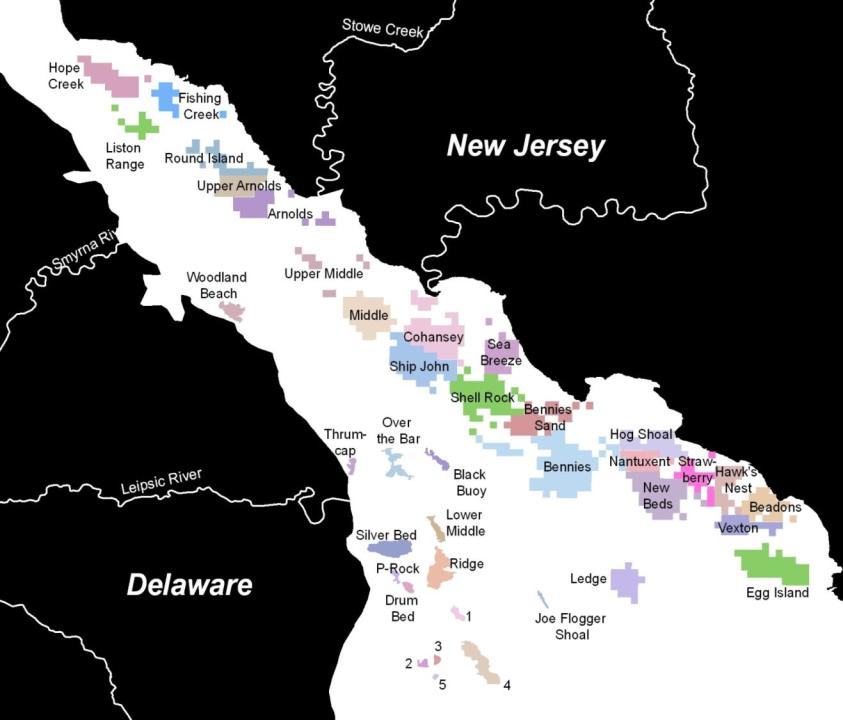 Stowe Creek
Hope
Creek
Fishing
Creek
New Jersey
Liston
Range
Round Island
Upper Arnolds
Arnolds
Smyrna Riv
Upper Middle
Woodland
Beach
Middle
Cohansey
Sea
Breeze
Ship John
Shell Rock
Bennies
Sand
Over
the Bar
Thrum-
cap
Hog Shoal
Nantuxent
Straw-
berry
Hawk's
Nest
Bennies
Black
Buoy
New
Beds
Beadons
Leipsic River
Vexton
Lower
Middle
Silver Bed
Ridge
P-Rock
Delaware
Ledge
Egg Island
Drum
Bed
1
Joe Flogger
Shoal
3
2
5
4